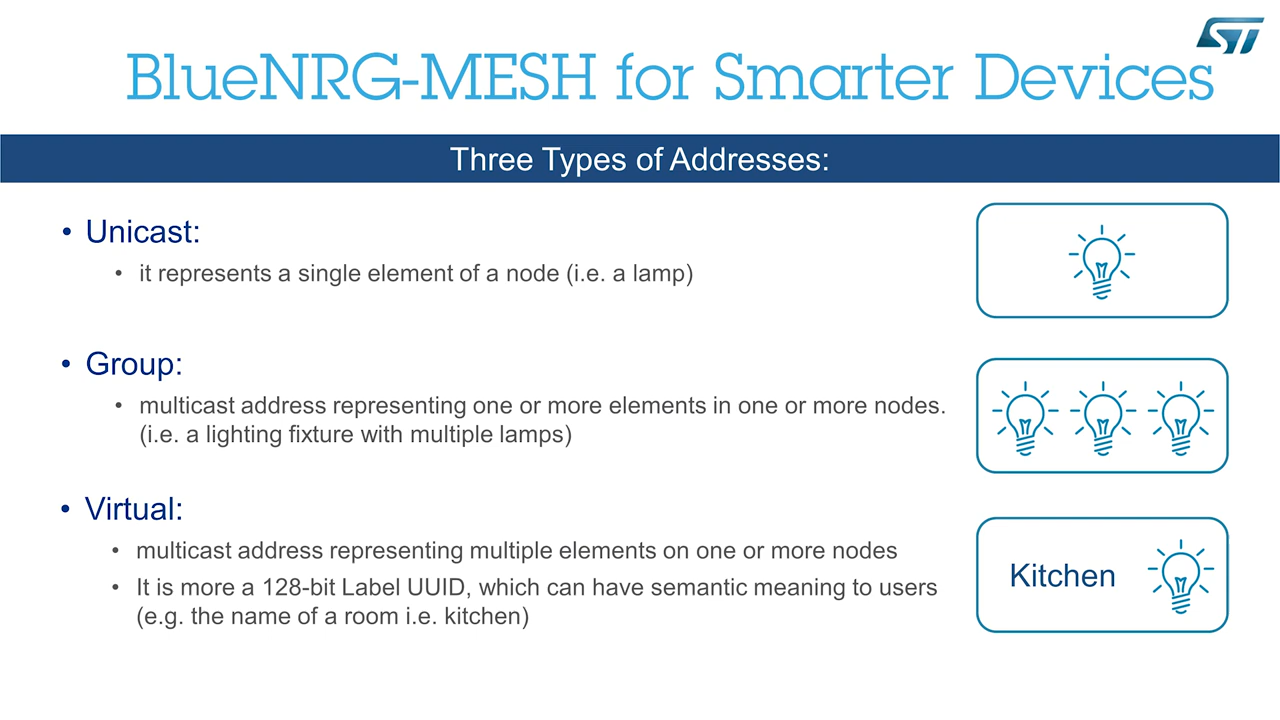 ST
BlueNRG-MESH for Smarter Devices
Three Types of Addresses:
• Unicast:
• it represents a single element of a node (i.e. a lamp)
• Group:
• multicast address representing one or more elements in one or more nodes.
(i.e. a lighting fixture with multiple lamps)
• Virtual:
• multicast address representing multiple elements on one or more nodes
• It is more a 128-bit Label UUID, which can have semantic meaning to users
(e.g. the name of a room i.e. kitchen)
Kitchen